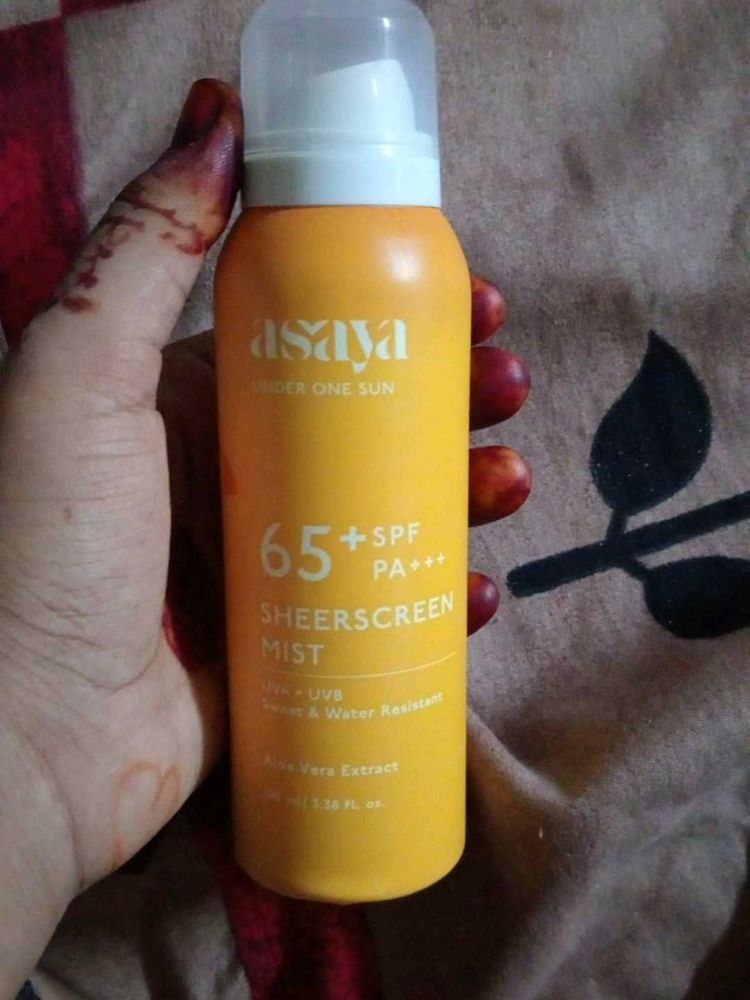 asaya
UNDER ONE SUN
65+ SPF
PA+++
SHEERSCREEN
MIST
UVA • UVB
Sweat & Water Resistant
Aloe Vera Extract
100 ml/ 3.38 fl. oz.